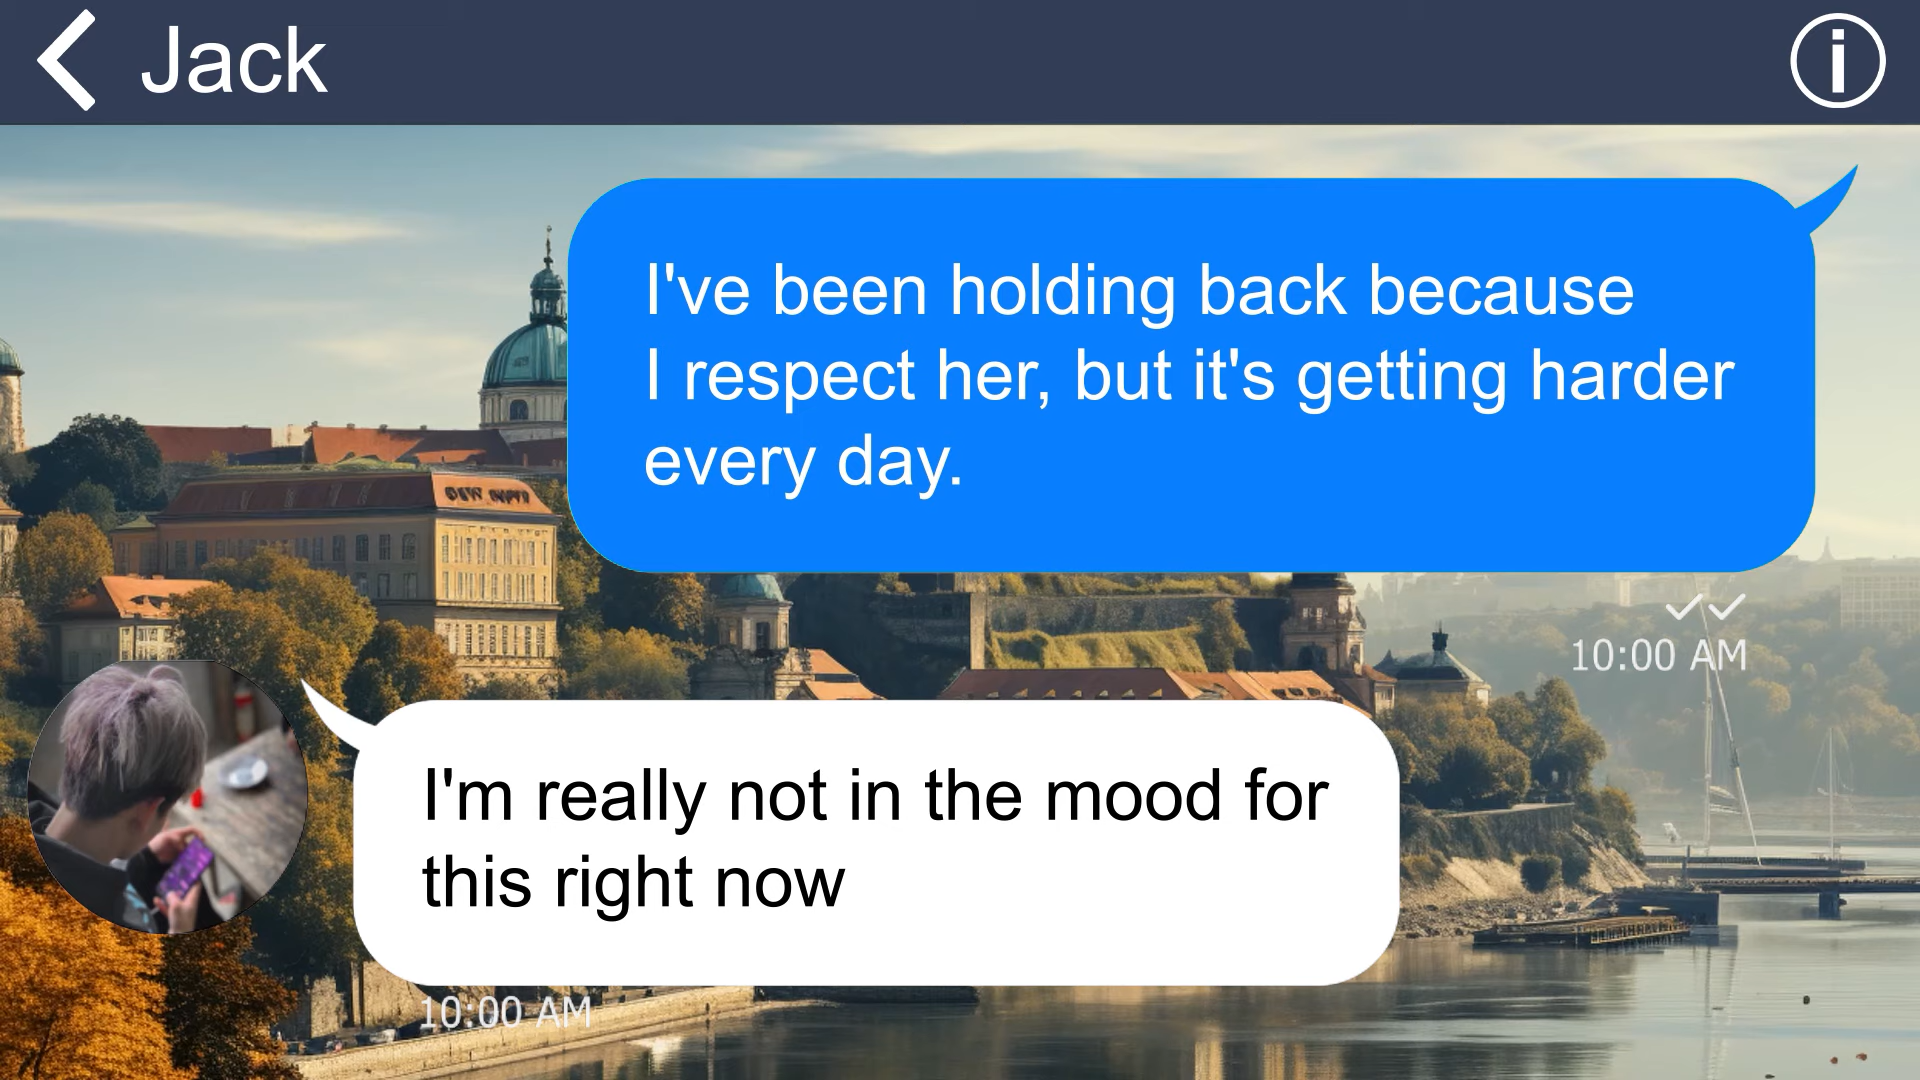 Jack
I've been holding back because
I respect her, but it's getting harder
every day.
10:00 AM
I'm really not in the mood for
this right now
10:00 AM